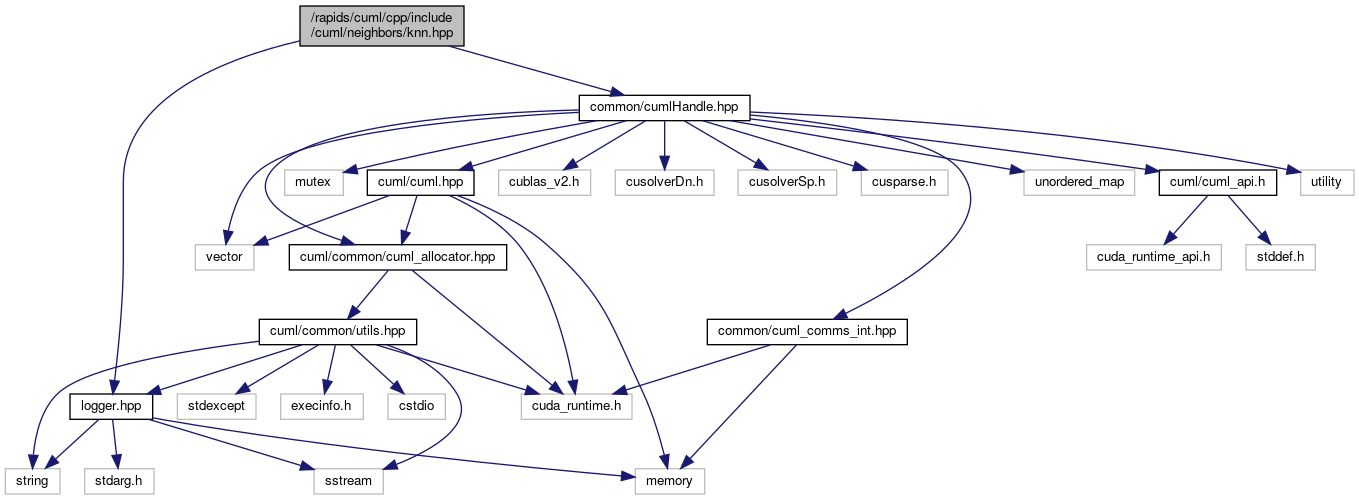 /rapids/cuml/cpp/include
/cuml/neighbors/knn.hpp
common/cumlHandle.hpp
mutex
cuml/cuml.hpp
cublas_v2.h
cusolverDn.h
cusolverSp.h
cusparse.h
unordered_map
cuml/cuml_api.h
utility
vector
cuml/common/cuml_allocator.hpp
cuda_runtime_api.h
stddef.h
cuml/common/utils.hpp
common/cuml_comms_int.hpp
logger.hpp
stdexcept
execinfo.h
cstdio
cuda_runtime.h
string
stdarg.h
sstream
memory